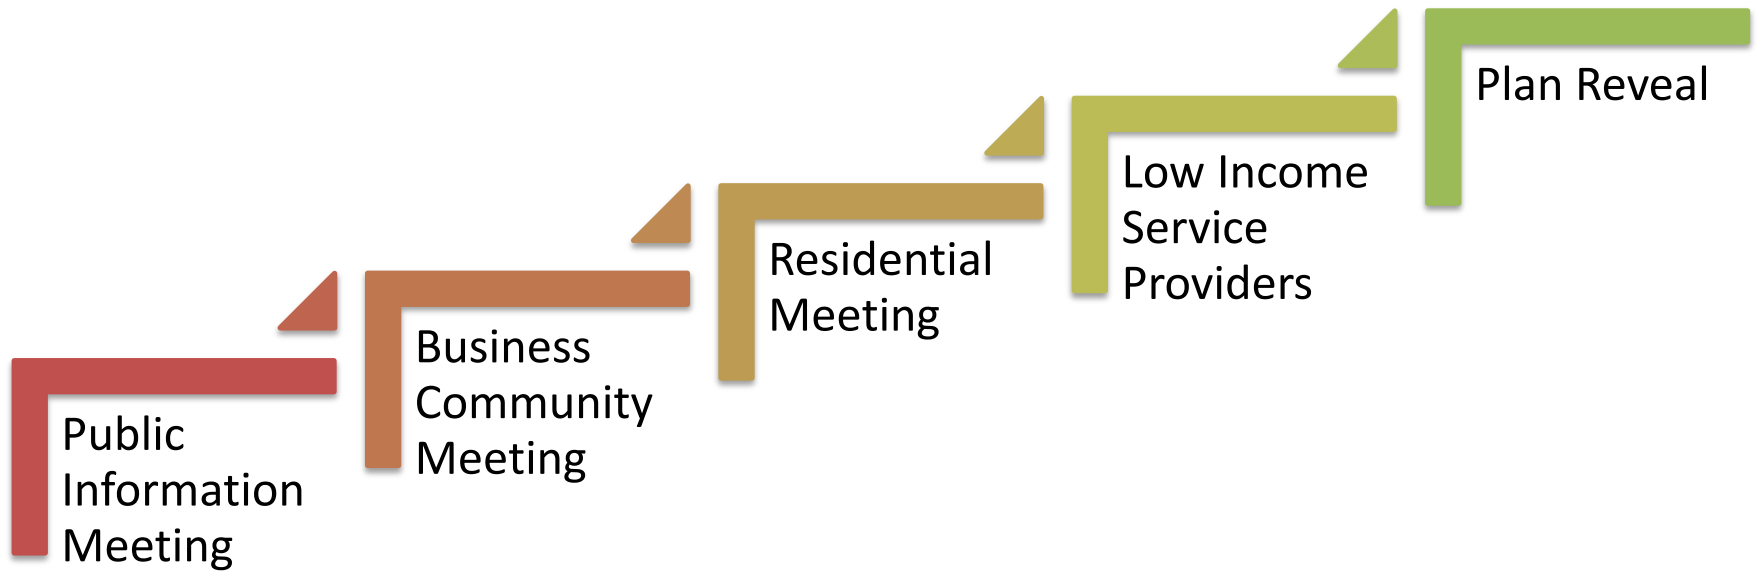 Public
Information
Meeting
Business
Community
Meeting
Residential
Meeting
Low Income
Service
Providers
Plan Reveal